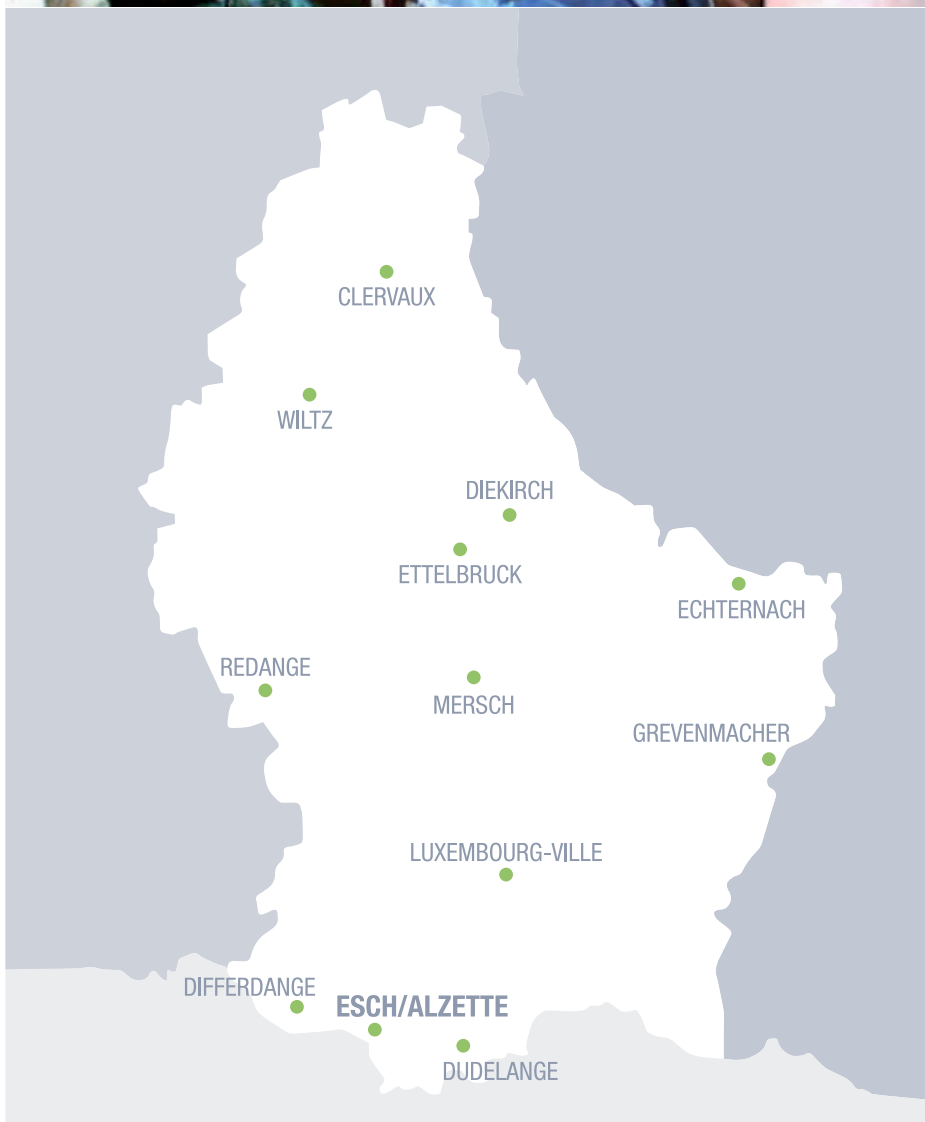 CLERVAUX
WILTZ
DIEKIRCH
ETTELBRUCK
ECHTERNACH
REDANGE
MERSCH
GREVENMACHER
LUXEMBOURG-VILLE
DIFFERDANGE
ESCH/ALZETTE
DUDELANGE